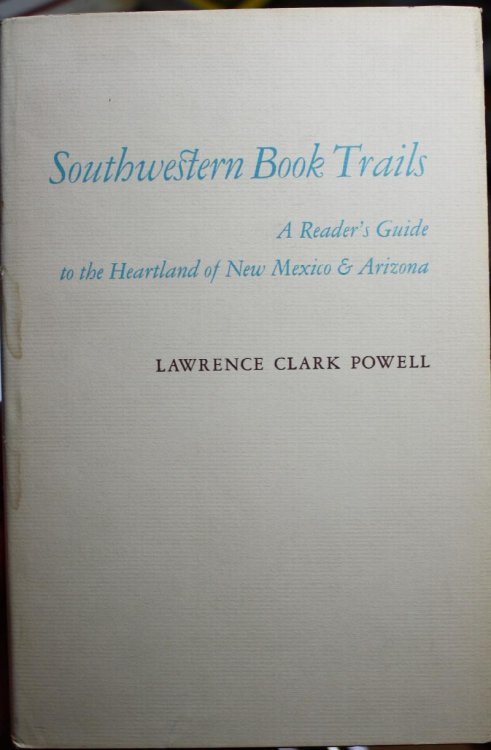 Southwestern Book Trails
A Reader's Guide
to the Heartland of New Mexico & Arizona
LAWRENCE CLARK POWELL